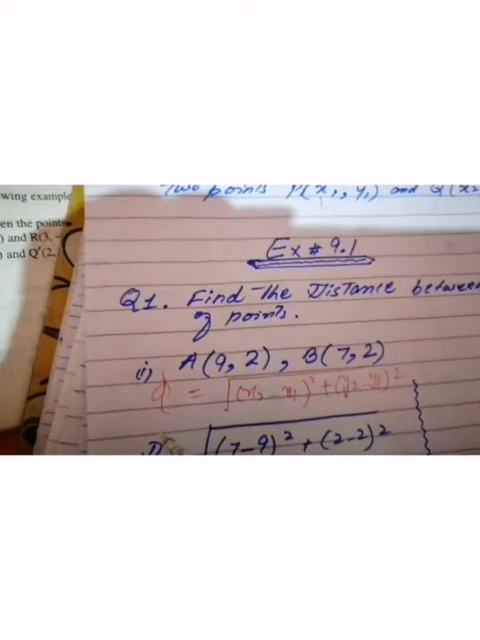 wing example
en the points
) and R(3, -
) and Q'(2,
Two points P(x₁, y₁) and Q(x₂
Ex # 9.1
Q1. Find the Distance between
of points.
(i) A(9, 2), B(7, 2)
d = √(x₂ - x₁)² + (y₂ - y₁)²
√(7-9)² + (2-2)²